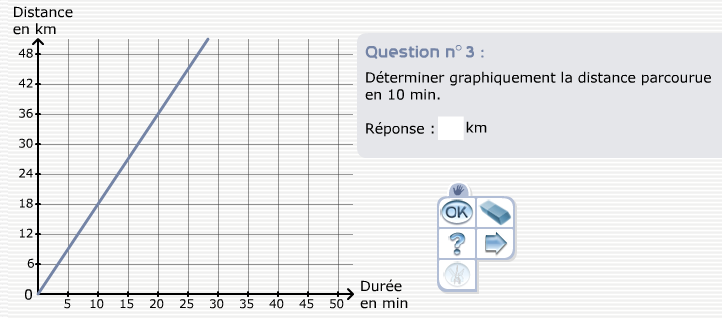 Distance
en km
48
42
36
30
24
18
12
6
0
5 10 15 20 25 30 35 40 45 50
Durée
en min
Question n° 3 :
Déterminer graphiquement la distance parcourue
en 10 min.
Réponse : km
OK
?